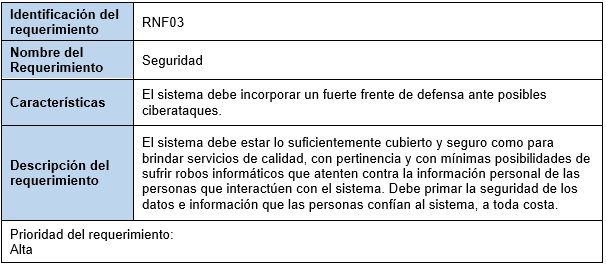 Identificación del
requerimiento
RNF03
Nombre del
Requerimiento
Seguridad
Características
El sistema debe incorporar un fuerte frente de defensa ante posibles
ciberataques.
Descripción del
requerimiento
El sistema debe estar lo suficientemente cubierto y seguro como para
brindar servicios de calidad, con pertinencia y con mínimas posibilidades de
sufrir robos informáticos que atenten contra la información personal de las
personas que interactúen con el sistema. Debe primar la seguridad de los
datos e información que las personas confían al sistema, a toda costa.
Prioridad del requerimiento:
Alta